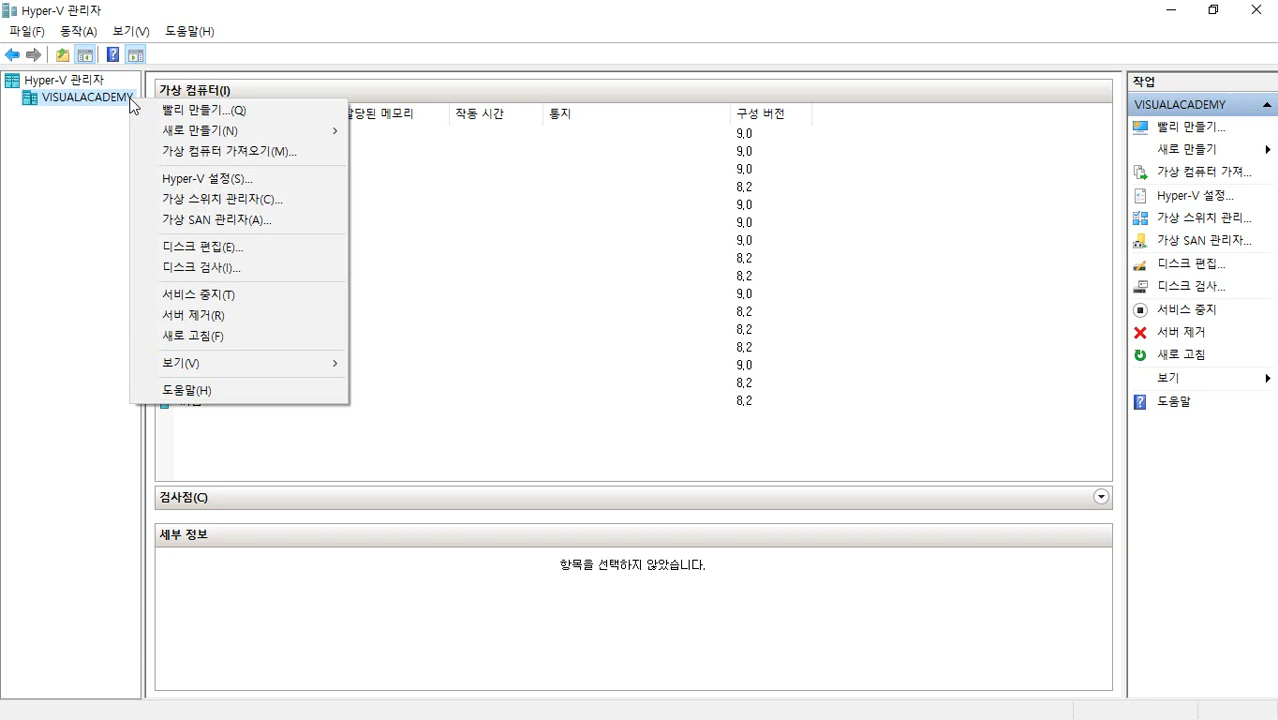 Hyper-V 관리자
파일(F) 동작(A) 보기(V) 도움말(H)
Hyper-V 관리자
VISUALACADEMY
빨리 만들기...(Q)
새로 만들기(N)
가상 컴퓨터 가져오기(M)...
Hyper-V 설정(S)...
가상 스위치 관리자(C)...
가상 SAN 관리자(A)...
디스크 편집(E)...
디스크 검사(I)...
서비스 중지(T)
서버 제거(R)
새로 고침(F)
보기(V)
도움말(H)
가상 컴퓨터(I)
메모리 작동 시간 통지 구성 버전
9.0
9.0
9.0
8.2
9.0
9.0
9.0
8.2
8.2
9.0
8.2
8.2
8.2
9.0
8.2
8.2
검사점(C)
세부 정보
항목을 선택하지 않았습니다.
작업
VISUALACADEMY
빨리 만들기...
새로 만들기
가상 컴퓨터 가져...
Hyper-V 설정...
가상 스위치 관리...
가상 SAN 관리자...
디스크 편집...
디스크 검사...
서비스 중지
서버 제거
새로 고침
보기
도움말